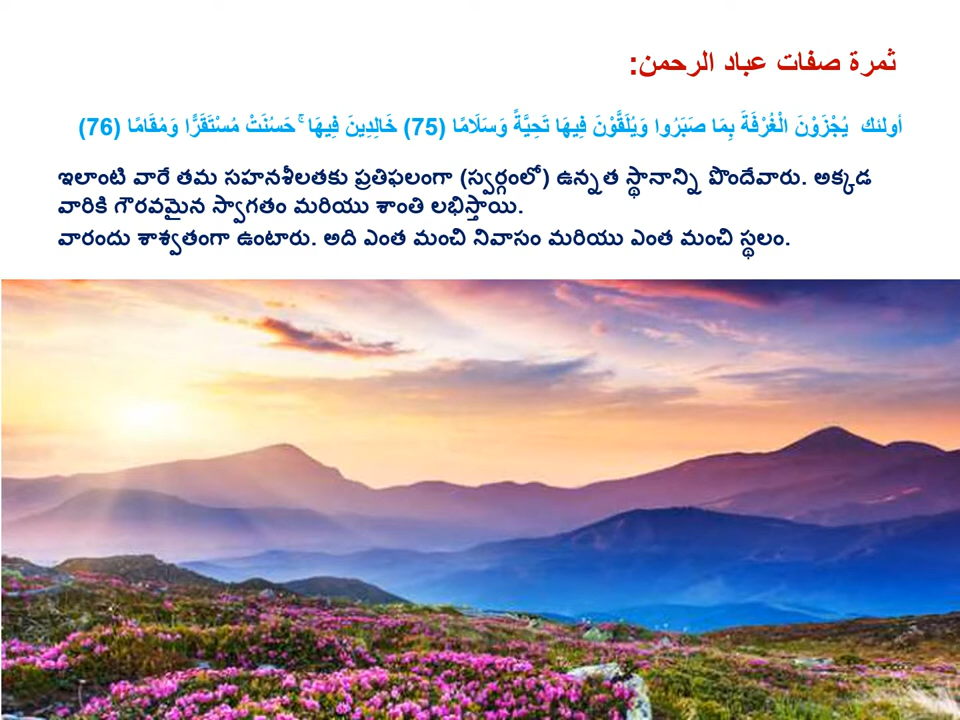 ثمرة صفات عباد الرحمن:
أولئك يُجْزَوْنَ الْغُرْفَةَ بِمَا صَبَرُوا وَيُلَقَّوْنَ فِيهَا تَحِيَّةً وَسَلَامًا (75) خَالِدِينَ فِيهَا ۚ حَسُنَتْ مُسْتَقَرًّا وَمُقَامًا (76)
ఇలాంటి వారే తమ సహనశీలతకు ప్రతిఫలంగా (స్వర్గంలో) ఉన్నత స్థానాన్ని పొందేవారు. అక్కడ
వారికి గౌరవమైన స్వాగతం మరియు శాంతి లభిస్తాయి.
వారందు శాశ్వతంగా ఉంటారు. అది ఎంత మంచి నివాసం మరియు ఎంత మంచి స్థలం.